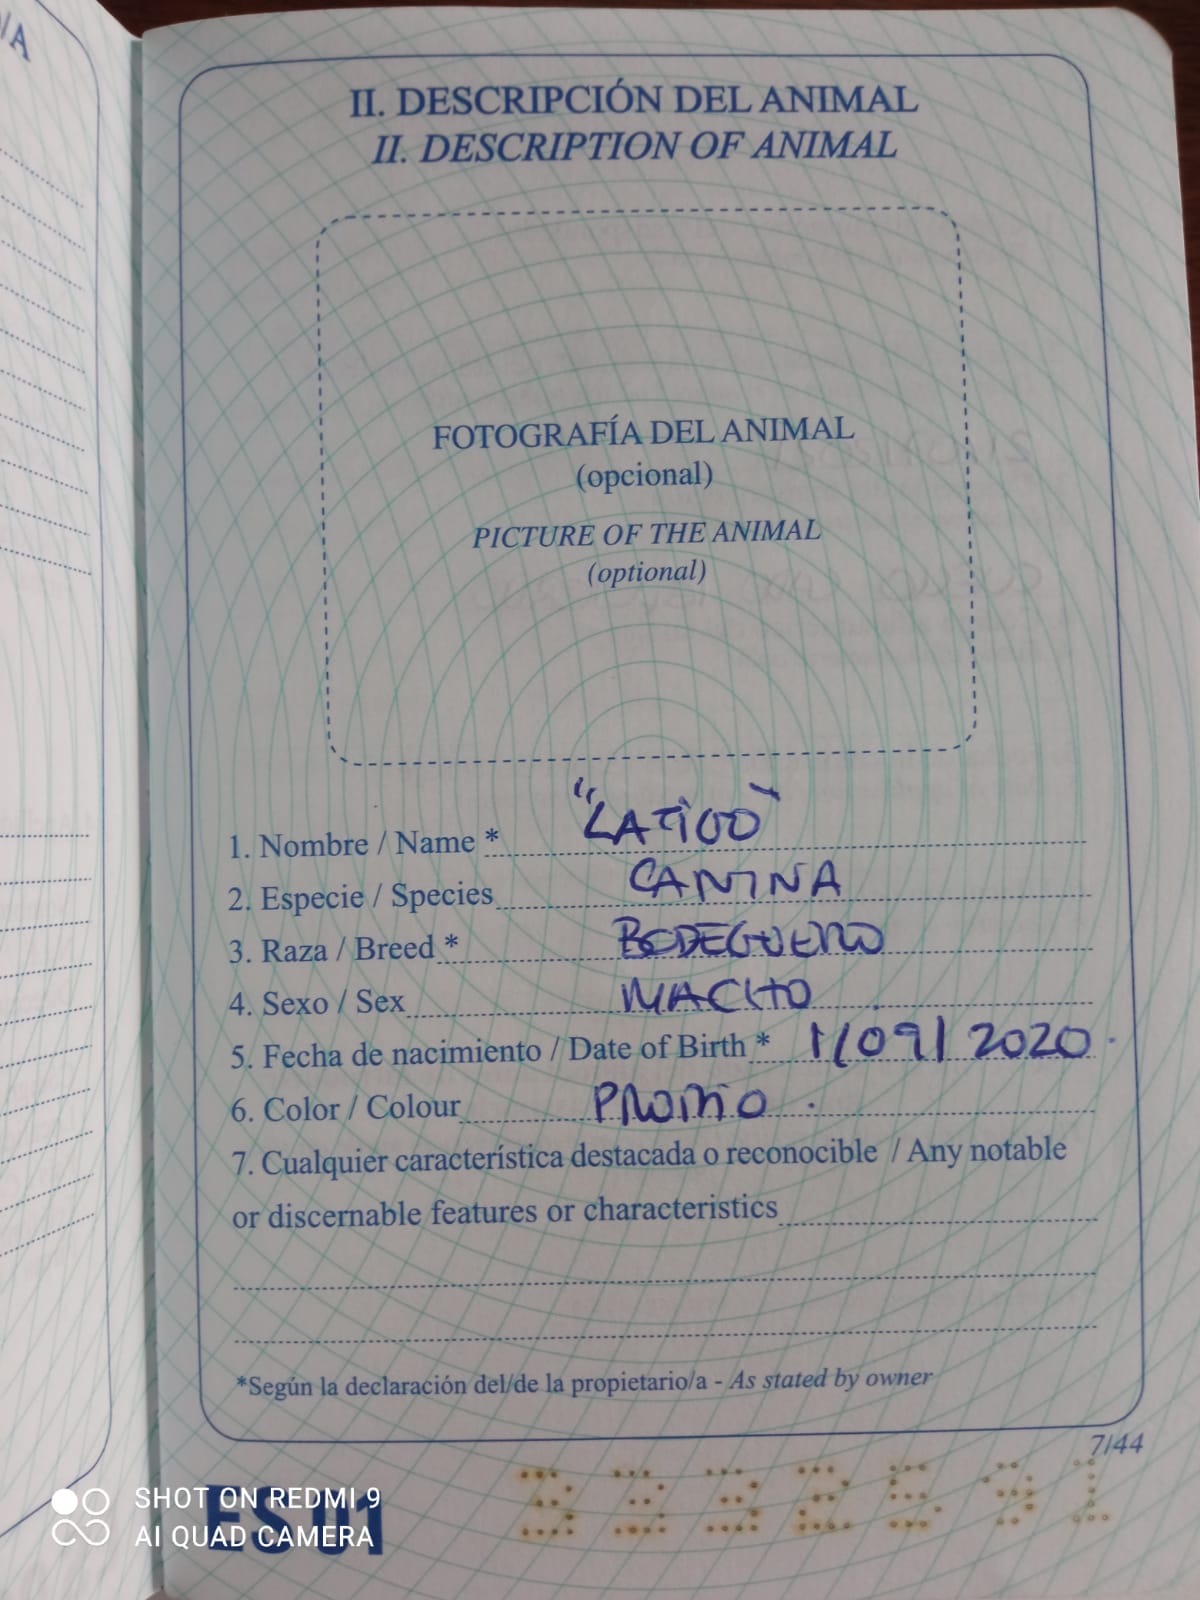 /A
II. DESCRIPCIÓN DEL ANIMAL
II. DESCRIPTION OF ANIMAL
FOTOGRAFÍA DEL ANIMAL
(opcional)
PICTURE OF THE ANIMAL
(optional)
1. Nombre / Name * "LATIGO"
2. Especie / Species CANINA
3. Raza / Breed * BODEGUERO
4. Sexo / Sex MACHO
5. Fecha de nacimiento / Date of Birth * 1/09/2020.
6. Color / Colour PROPIO.
7. Cualquier característica destacada o reconocible / Any notable
or discernable features or characteristics
*Según la declaración del/de la propietario/a - As stated by owner
7/44
ES 01
SHOT ON REDMI 9
AI QUAD CAMERA